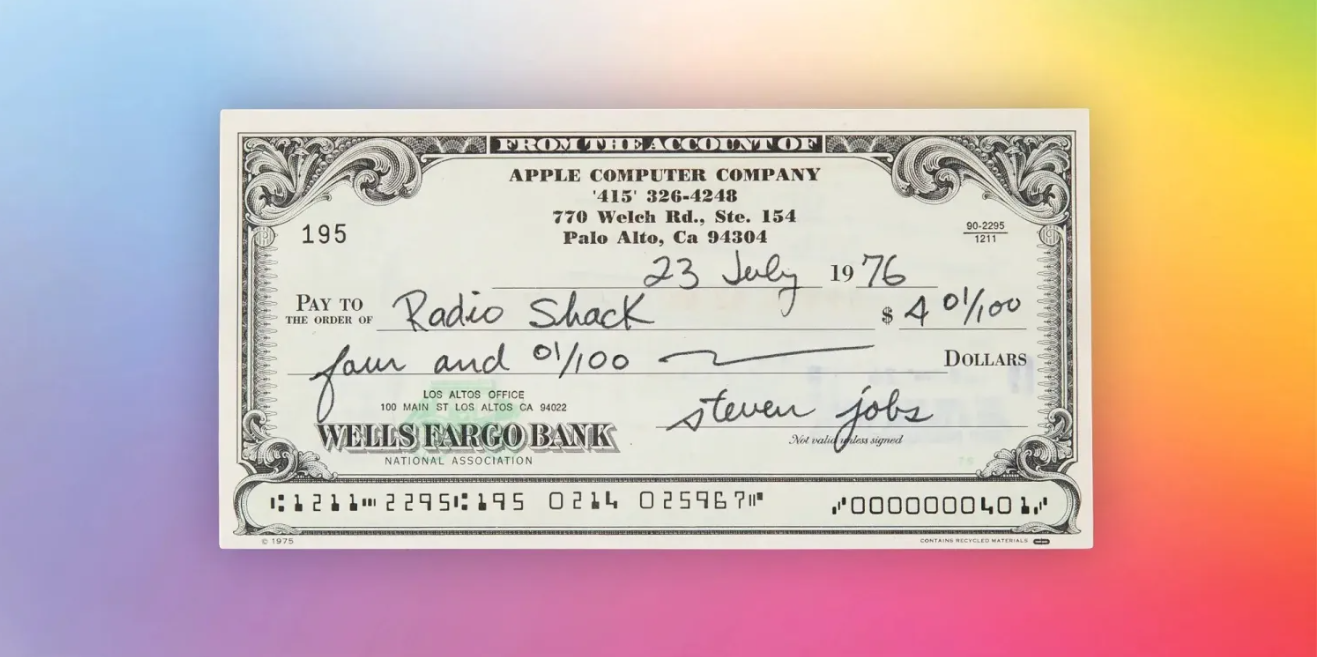 FROM THE ACCOUNT OF
APPLE COMPUTER COMPANY
'415' 326-4248
770 Welch Rd., Ste. 154
Palo Alto, Ca 94304
195
90-2295
1211
23 July 19 76
PAY TO THE ORDER OF Radio Shack $ 4 01/100
four and 01/100 DOLLARS
LOS ALTOS OFFICE
100 MAIN ST LOS ALTOS CA 94022
WELLS FARGO BANK
NATIONAL ASSOCIATION
steven jobs
Not valid unless signed
⑆1211⑉2295⑆195 0214 025967⑈ ⑇0000000401⑇
© 1975
CONTAINS RECYCLED MATERIALS